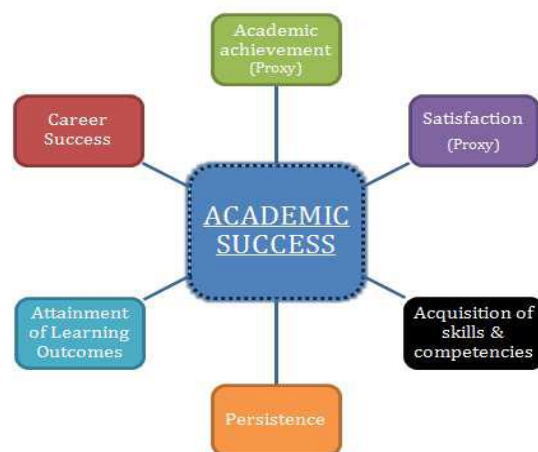 Academic
achievement
(Proxy)
Career
Success
Satisfaction
(Proxy)
ACADEMIC
SUCCESS
Attainment
of Learning
Outcomes
Acquisition of
skills &
competencies
Persistence